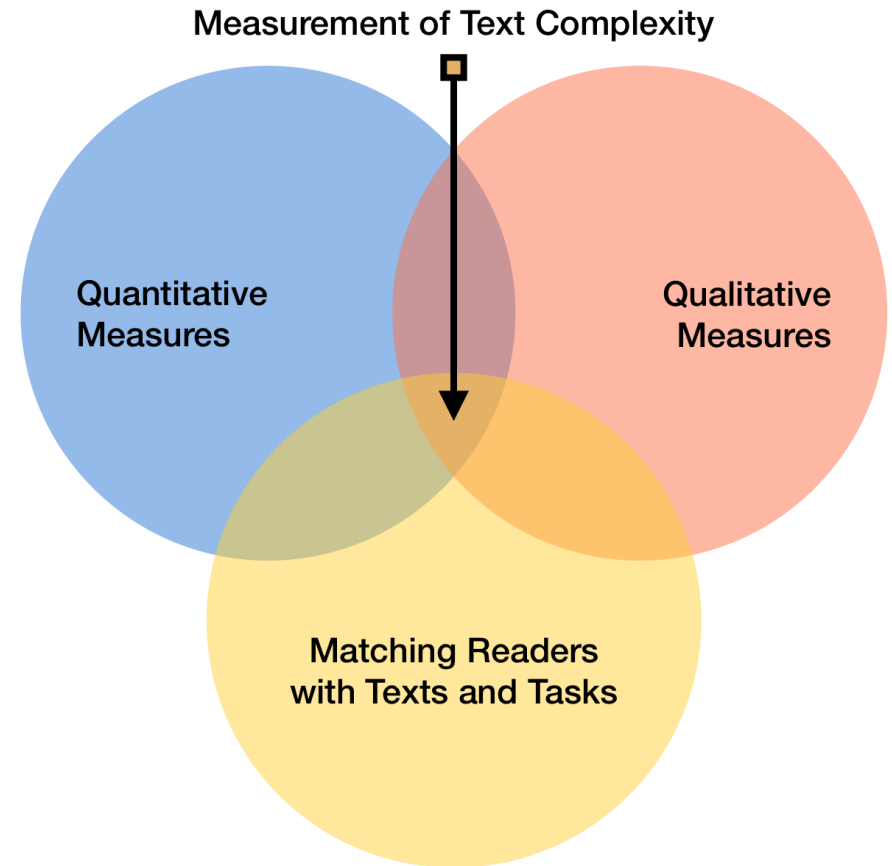 Measurement of Text Complexity
Quantitative
Measures
Qualitative
Measures
Matching Readers
with Texts and Tasks